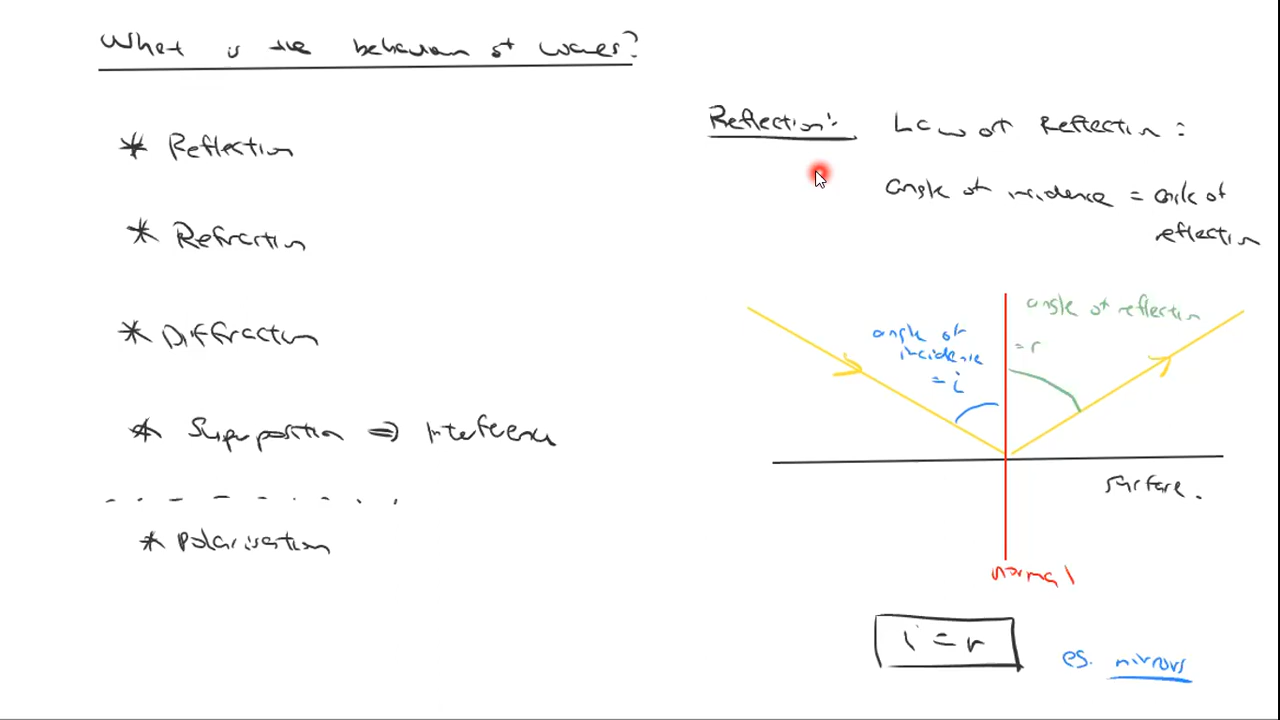 What is the behaviour of waves?
* Reflection
* Refraction
* Diffraction
* Superposition => Interference
* Polarisation
Reflection: Law of Reflection:
angle of incidence = angle of
reflection
angle of reflection
= r
angle of
incidence
= i
surface.
normal
i = r
eg. mirrors